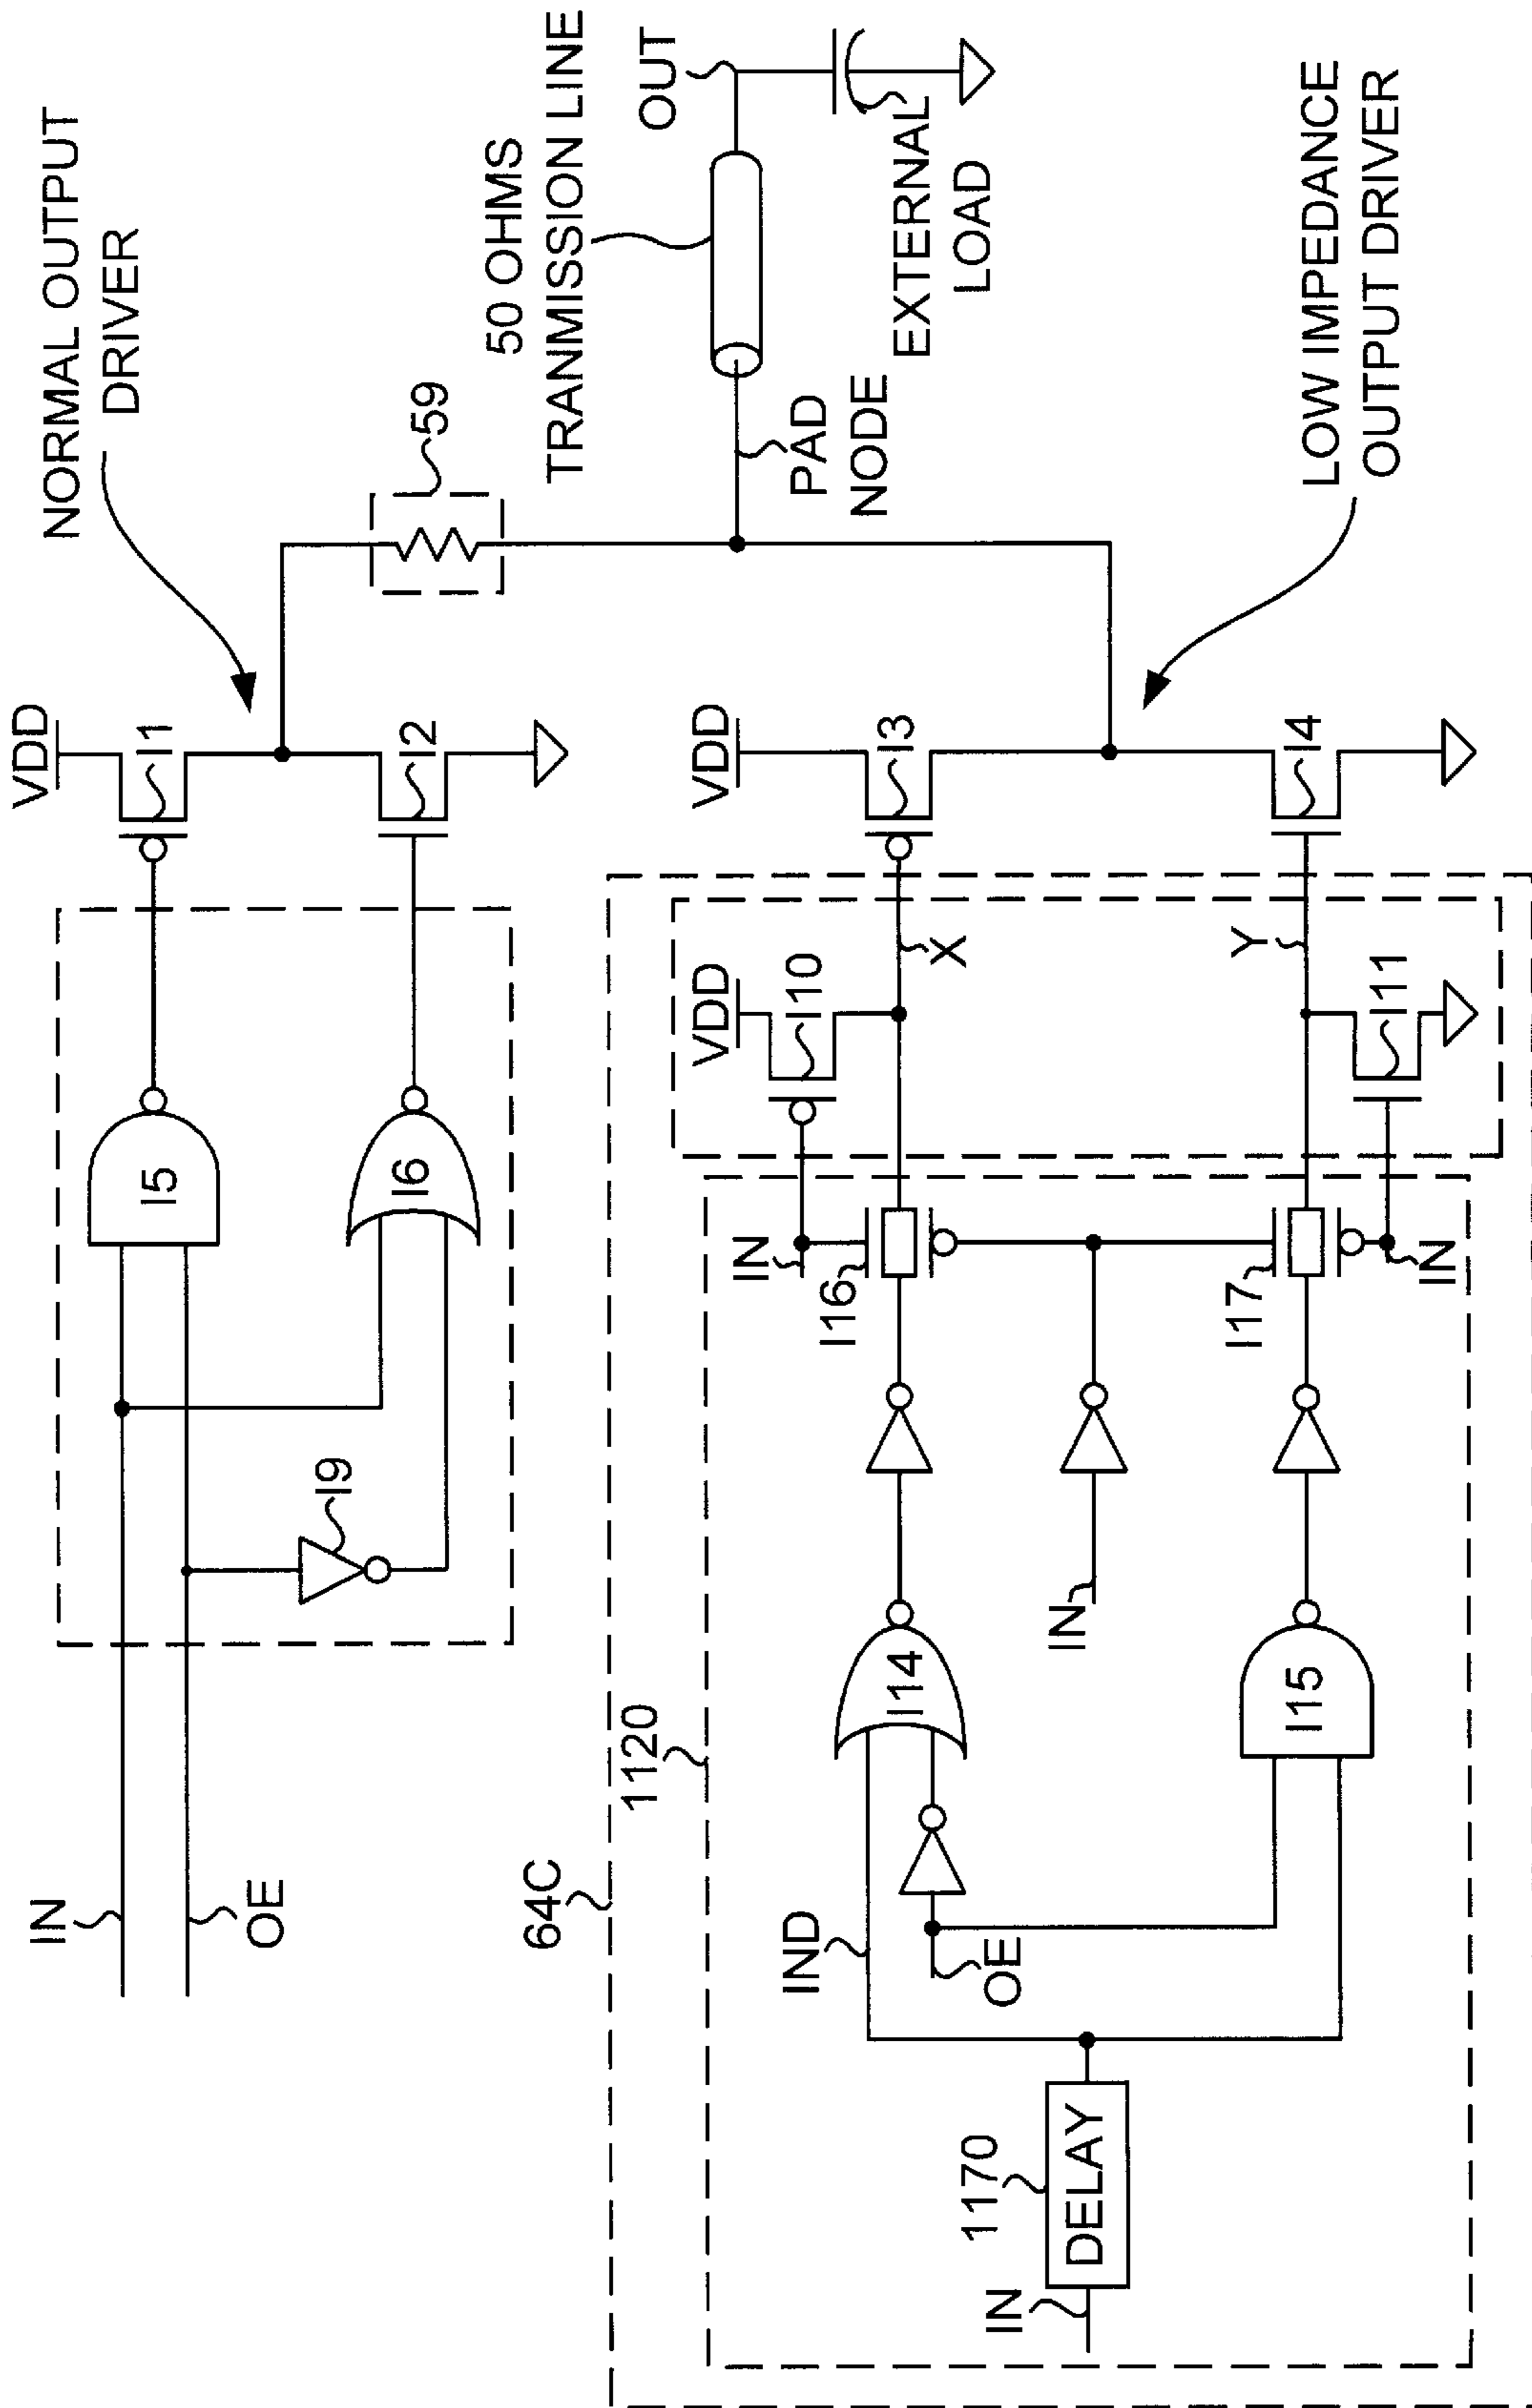 NORMAL OUTPUT
DRIVER
VDD
I1
I2
59
50 OHMS
TRANMISSION LINE
OUT
PAD
NODE
EXTERNAL
LOAD
IN
OE
I9
I5
I6
64C
1120
VDD
I3
I4
LOW IMPEDANCE
OUTPUT DRIVER
VDD
I10
X
Y
I11
IN
I16
I17
IN
IN
I14
I15
IND
OE
1170
DELAY
IN